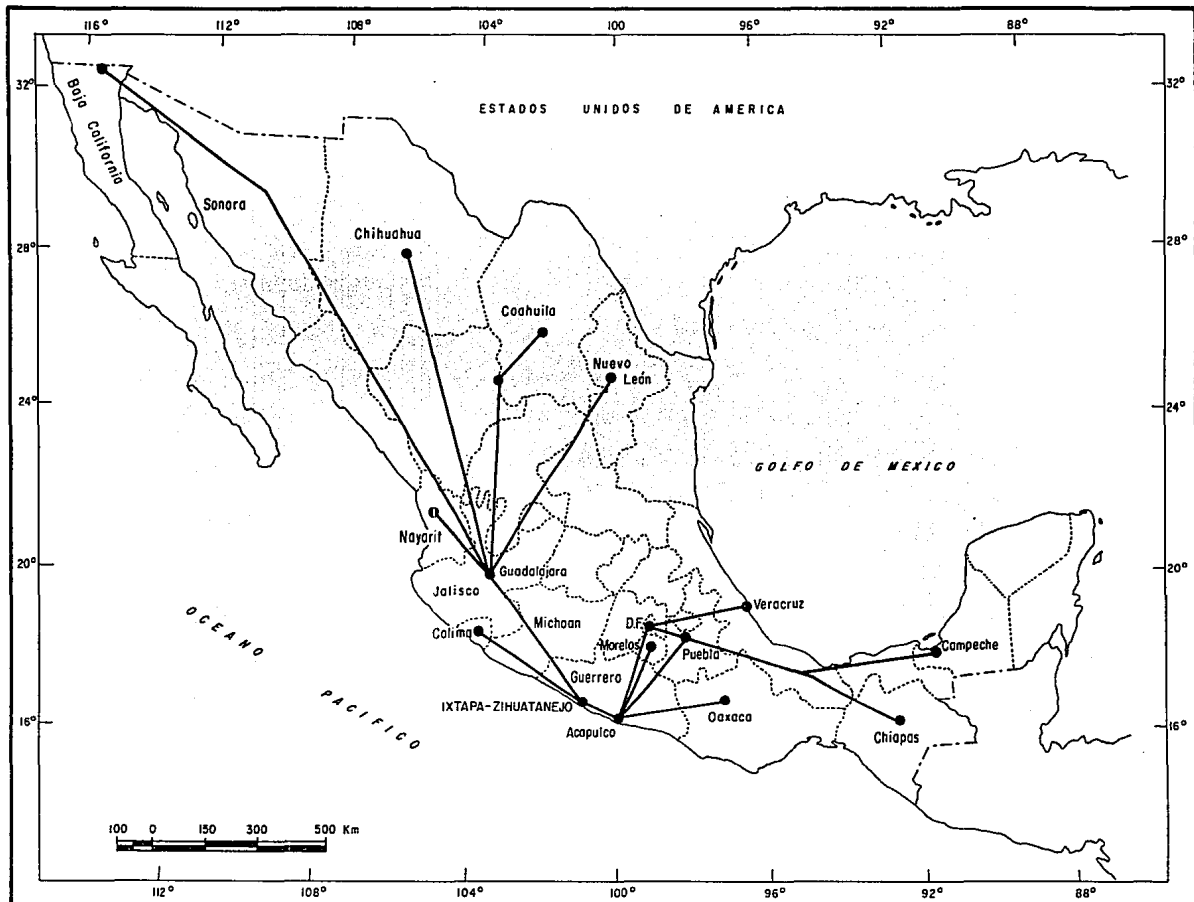 116° 112° 108° 104° 100° 96° 92° 88°
32° 32°
ESTADOS UNIDOS DE AMERICA
Baja California
Sonora
Chihuahua
28° 28°
Coahuila
Nuevo
León
24° 24°
GOLFO DE MEXICO
Nayarit
20° 20°
Guadalajara
Jalisco
OCEANO
PACIFICO
Colima
Michoan
D.F.
Veracruz
Morelos
Puebla
Campeche
Guerrero
IXTAPA-ZIHUATANEJO
Oaxaca
16° 16°
Acapulco
Chiapas
100 0 150 300 500 Km
112° 108° 104° 100° 96° 92° 88°